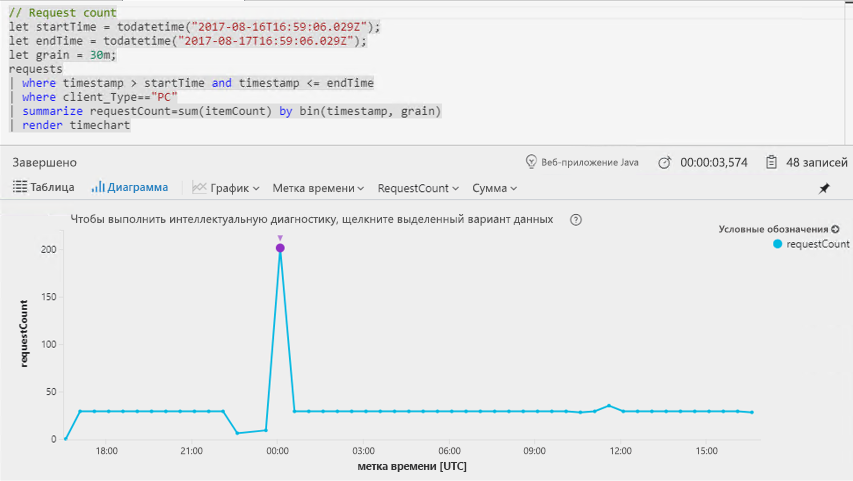 // Request count
let startTime = todatetime("2017-08-16T16:59:06.029Z");
let endTime = todatetime("2017-08-17T16:59:06.029Z");
let grain = 30m;
requests
| where timestamp > startTime and timestamp <= endTime
| where client_Type=="PC"
| summarize requestCount=sum(itemCount) by bin(timestamp, grain)
| render timechart
Завершено
Веб-приложение Java
00:00:03,574
48 записей
Таблица
Диаграмма
График
Метка времени
RequestCount
Сумма
Чтобы выполнить интеллектуальную диагностику, щелкните выделенный вариант данных
Условные обозначения
requestCount
requestCount
200
150
100
50
0
18:00 21:00 00:00 03:00 06:00 09:00 12:00 15:00
метка времени [UTC]